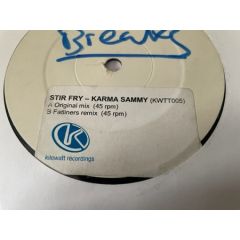 Breaks
STIR FRY – KARMA SAMMY (KWTT005)
A Original mix (45 rpm)
B Fatliners remix (45 rpm)
kilowatt recordings